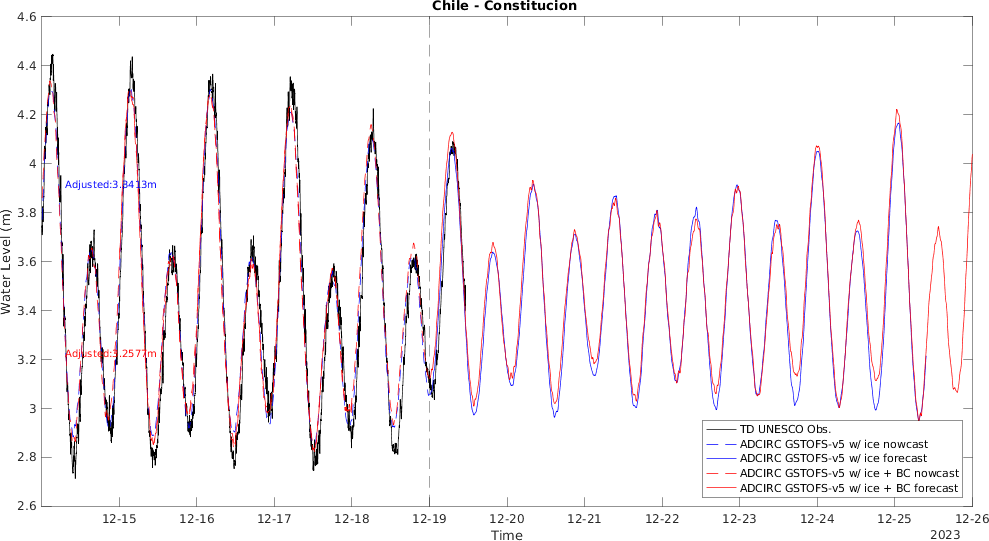 Chile - Constitucion
Water Level (m)
4.6
4.4
4.2
4
3.8
3.6
3.4
3.2
3
2.8
2.6
Adjusted:3.3413m
Adjusted:3.2577m
TD UNESCO Obs.
ADCIRC GSTOFS-v5 w/ ice nowcast
ADCIRC GSTOFS-v5 w/ ice forecast
ADCIRC GSTOFS-v5 w/ ice + BC nowcast
ADCIRC GSTOFS-v5 w/ ice + BC forecast
12-15
12-16
12-17
12-18
12-19
12-20
12-21
12-22
12-23
12-24
12-25
12-26
Time
2023